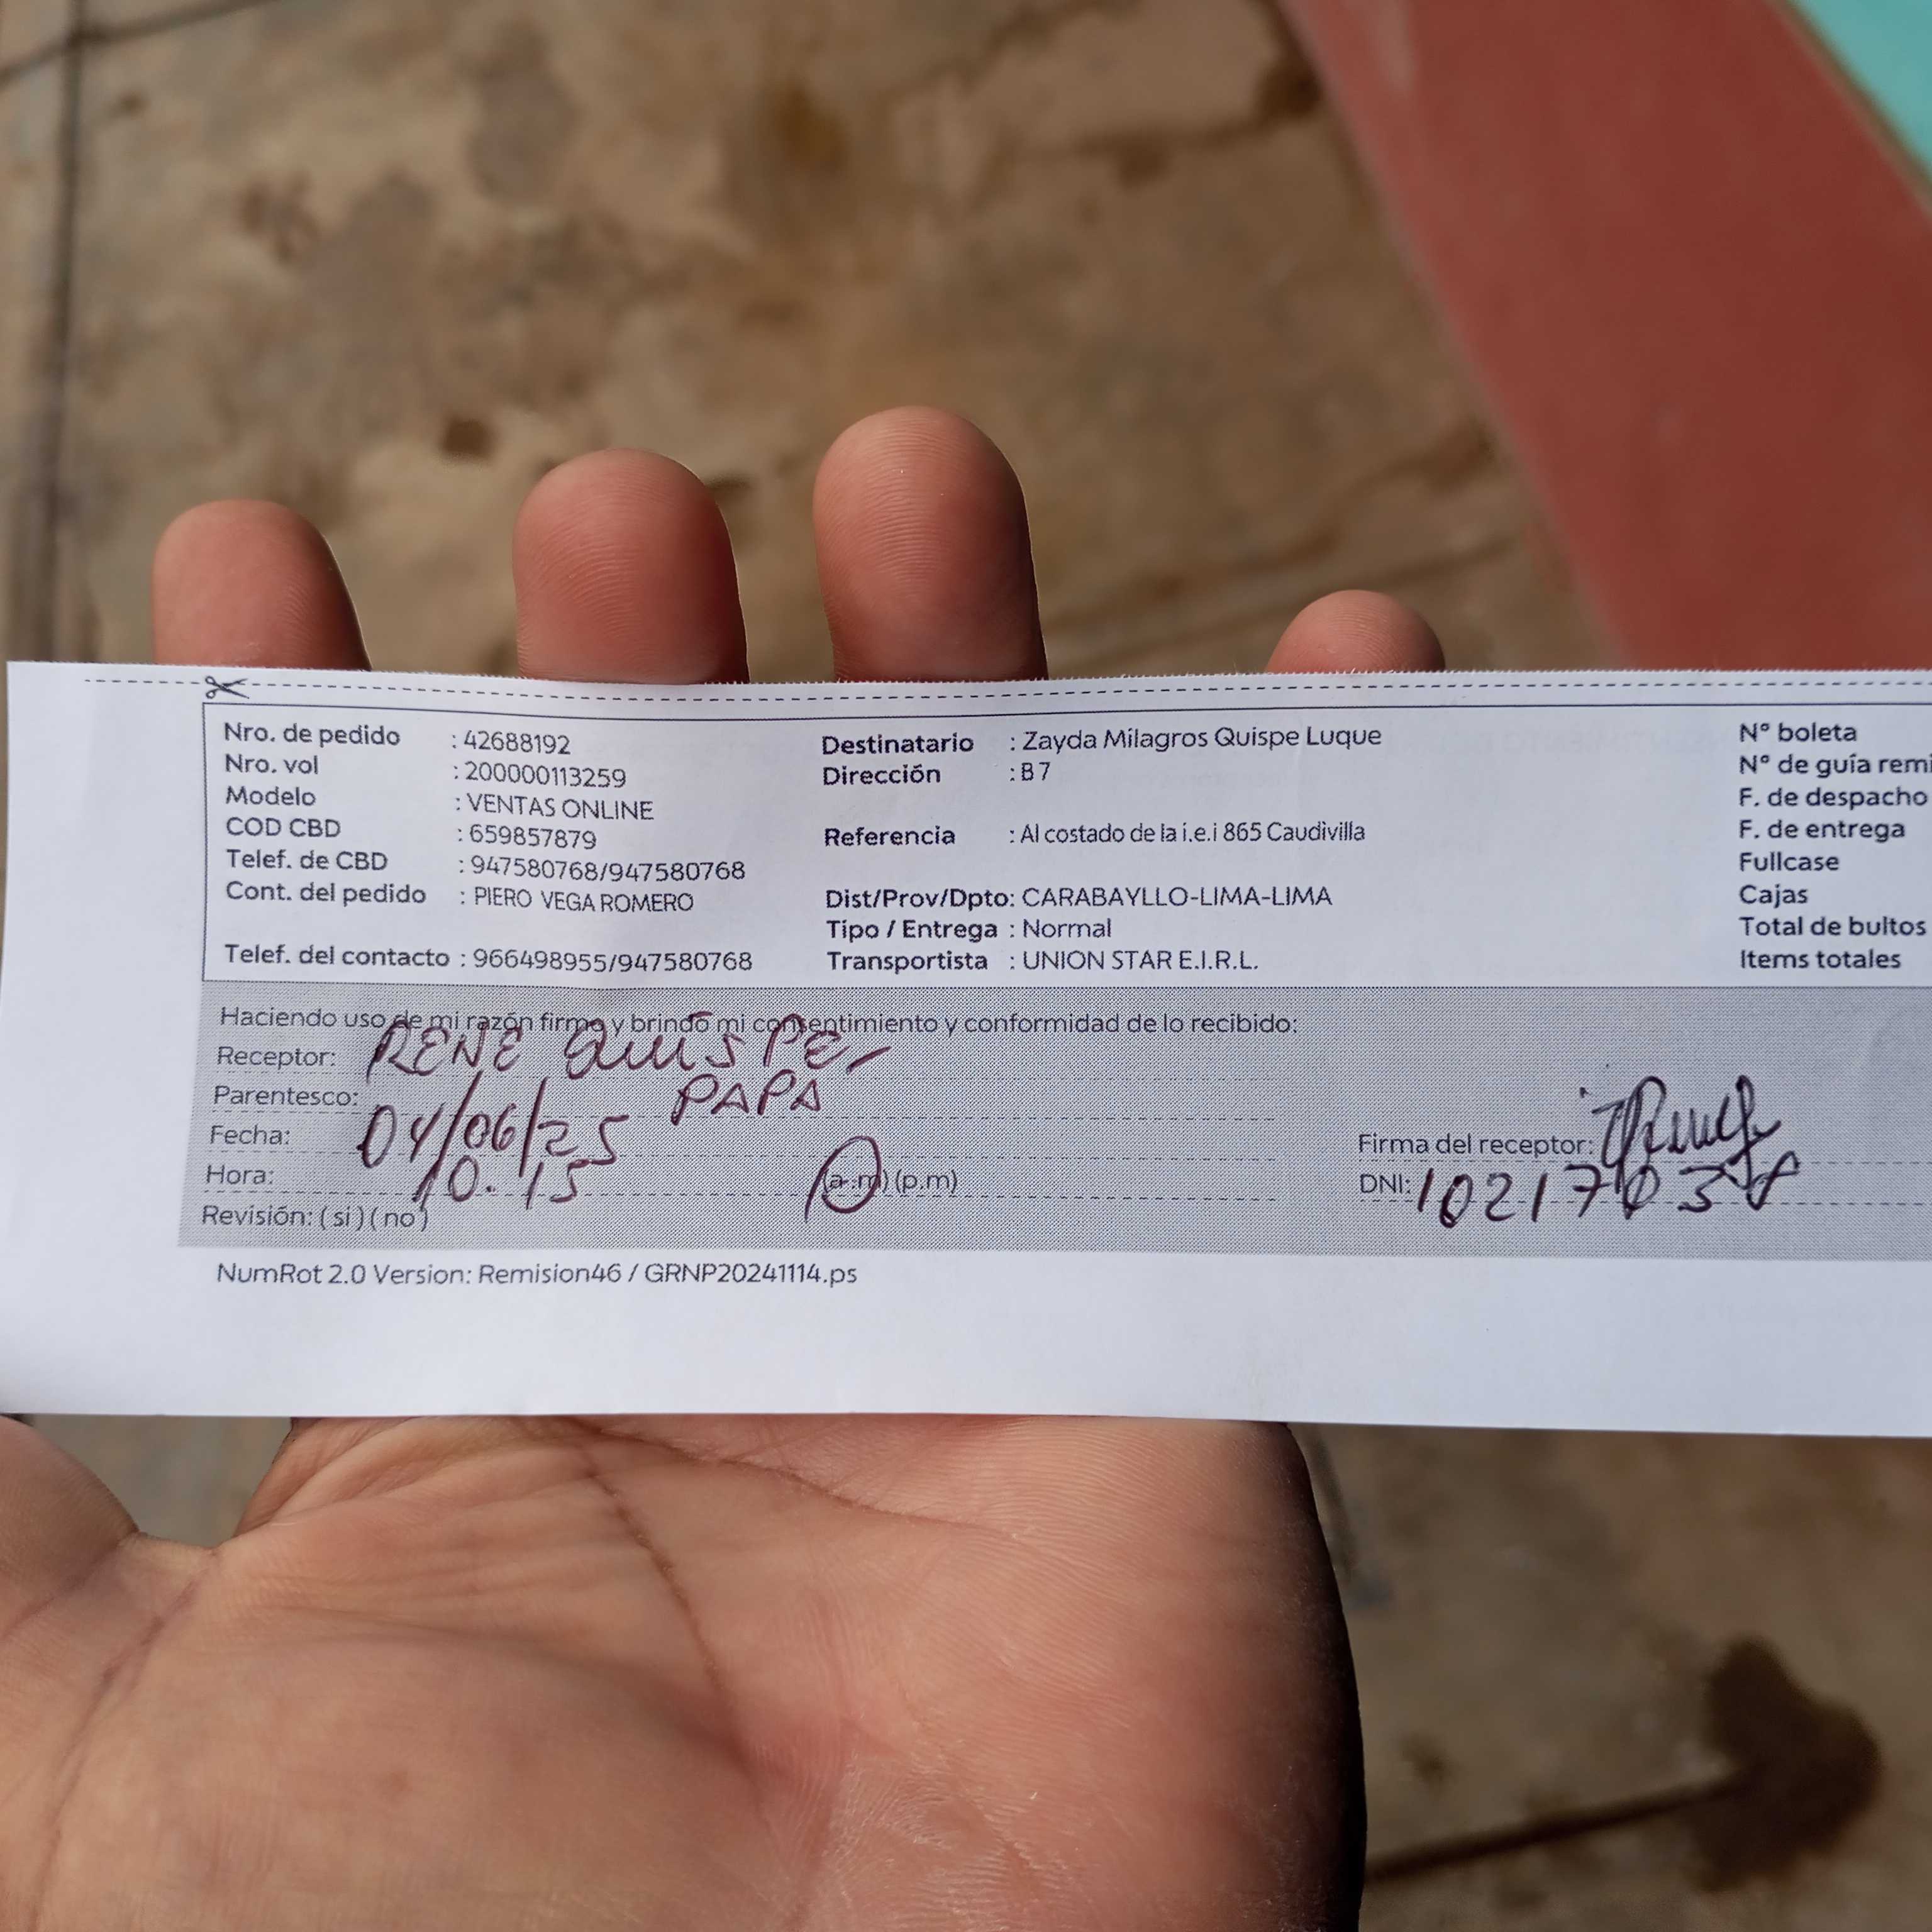 Nro. de pedido : 42688192
Nro. vol : 200000113259
Modelo : VENTAS ONLINE
COD CBD : 659857879
Telef. de CBD : 947580768/947580768
Cont. del pedido : PIERO VEGA ROMERO
Telef. del contacto : 966498955/947580768
Destinatario : Zayda Milagros Quispe Luque
Dirección : B7
Referencia : Al costado de la i.e.i 865 Caudivilla
Dist/Prov/Dpto: CARABAYLLO-LIMA-LIMA
Tipo / Entrega : Normal
Transportista : UNION STAR E.I.R.L.
N° boleta
N° de guía remi
F. de despacho
F. de entrega
Fullcase
Cajas
Total de bultos
Items totales
Haciendo uso de mi razón firmo y brindo mi consentimiento y conformidad de lo recibido:
Receptor: RENE QUISPE
Parentesco: PAPA
Fecha: 04/06/25
Hora: 10.15 (a.m) (p.m)
Revisión: ( si ) ( no )
Firma del receptor:
DNI: 10217038
NumRot 2.0 Version: Remision46 / GRNP20241114.ps